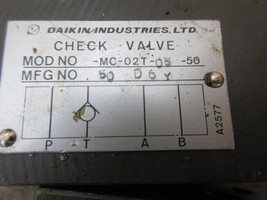 DAIKIN INDUSTRIES, LTD.
CHECK VALVE
MOD NO -MC-02T-05-50
MFG NO
P T A B
A2577